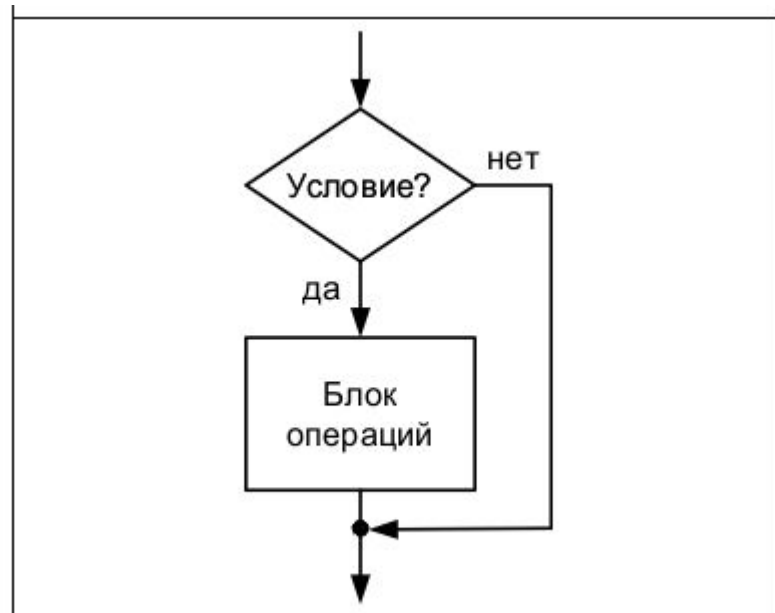 Условие?
нет
да
Блок
операций